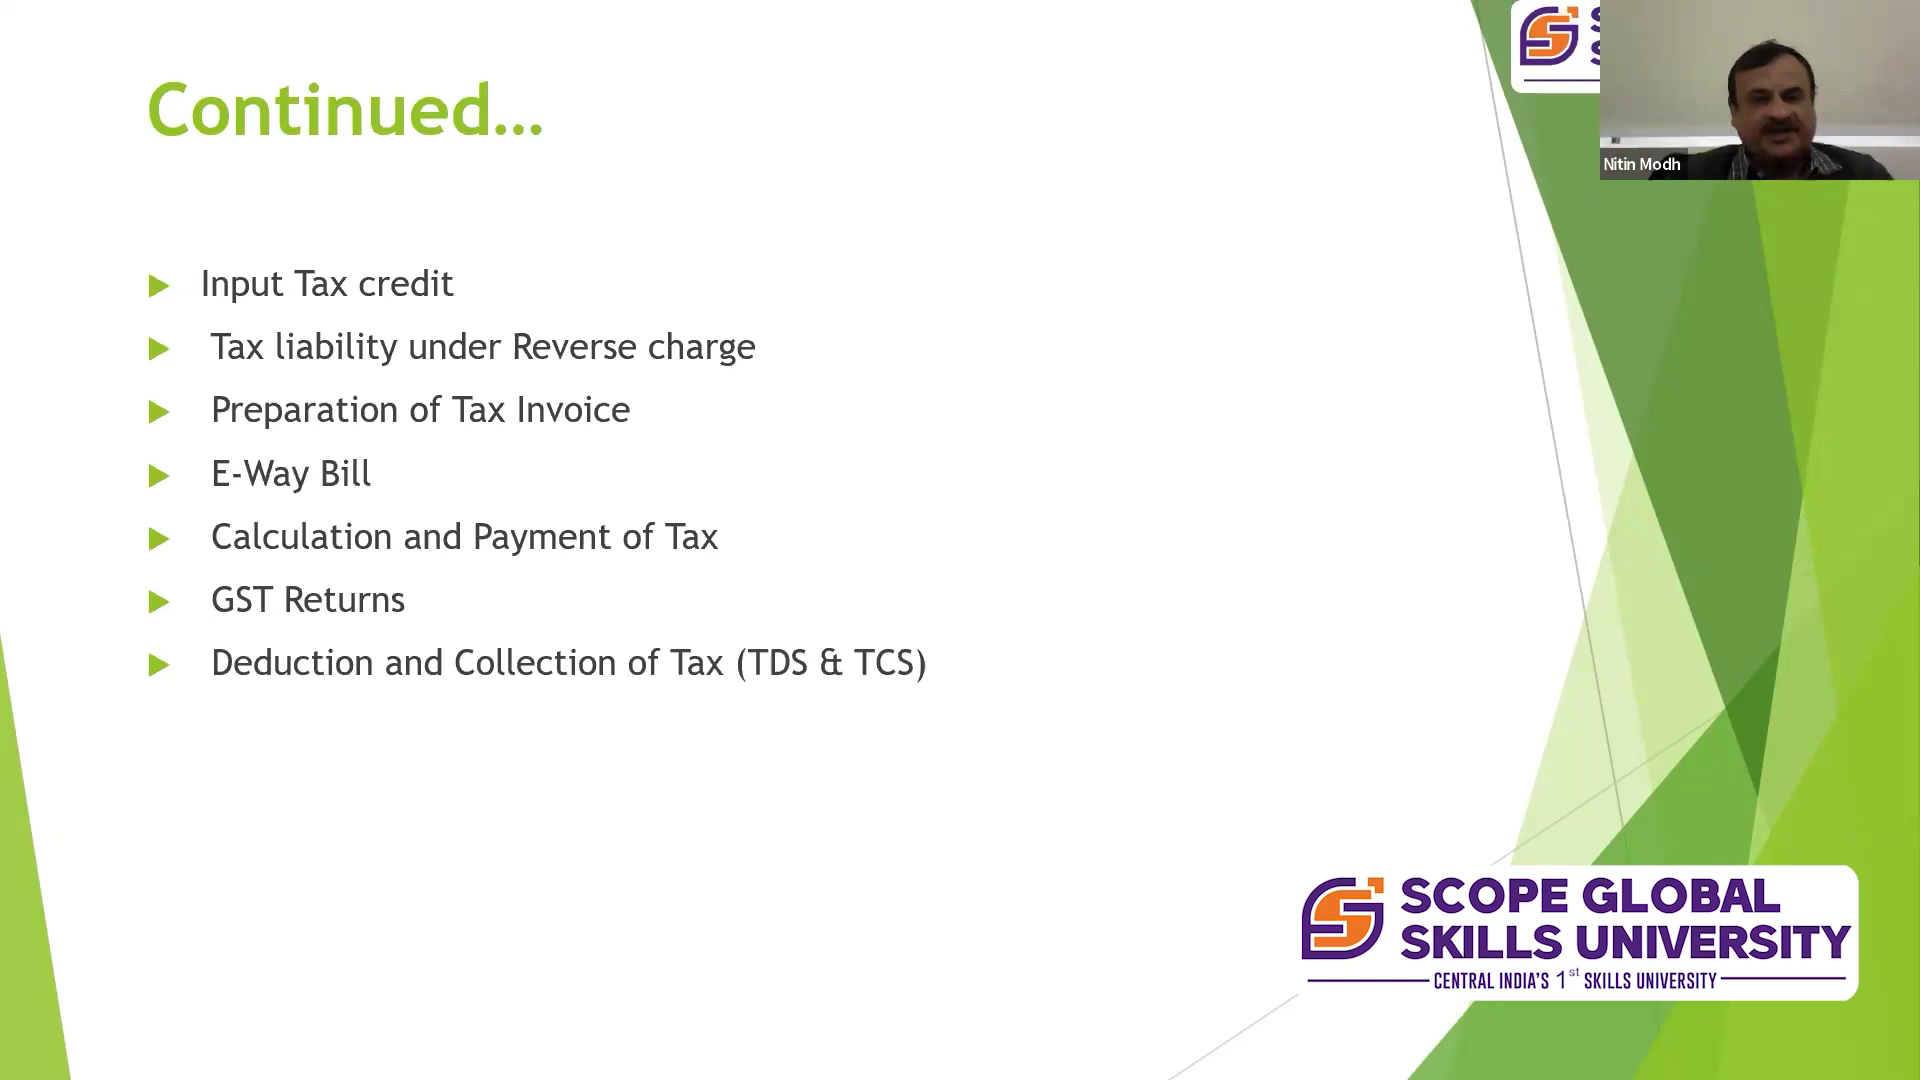 Continued...
Nitin Modh
Input Tax credit
Tax liability under Reverse charge
Preparation of Tax Invoice
E-Way Bill
Calculation and Payment of Tax
GST Returns
Deduction and Collection of Tax (TDS & TCS)
SCOPE GLOBAL
SKILLS UNIVERSITY
CENTRAL INDIA'S 1st SKILLS UNIVERSITY